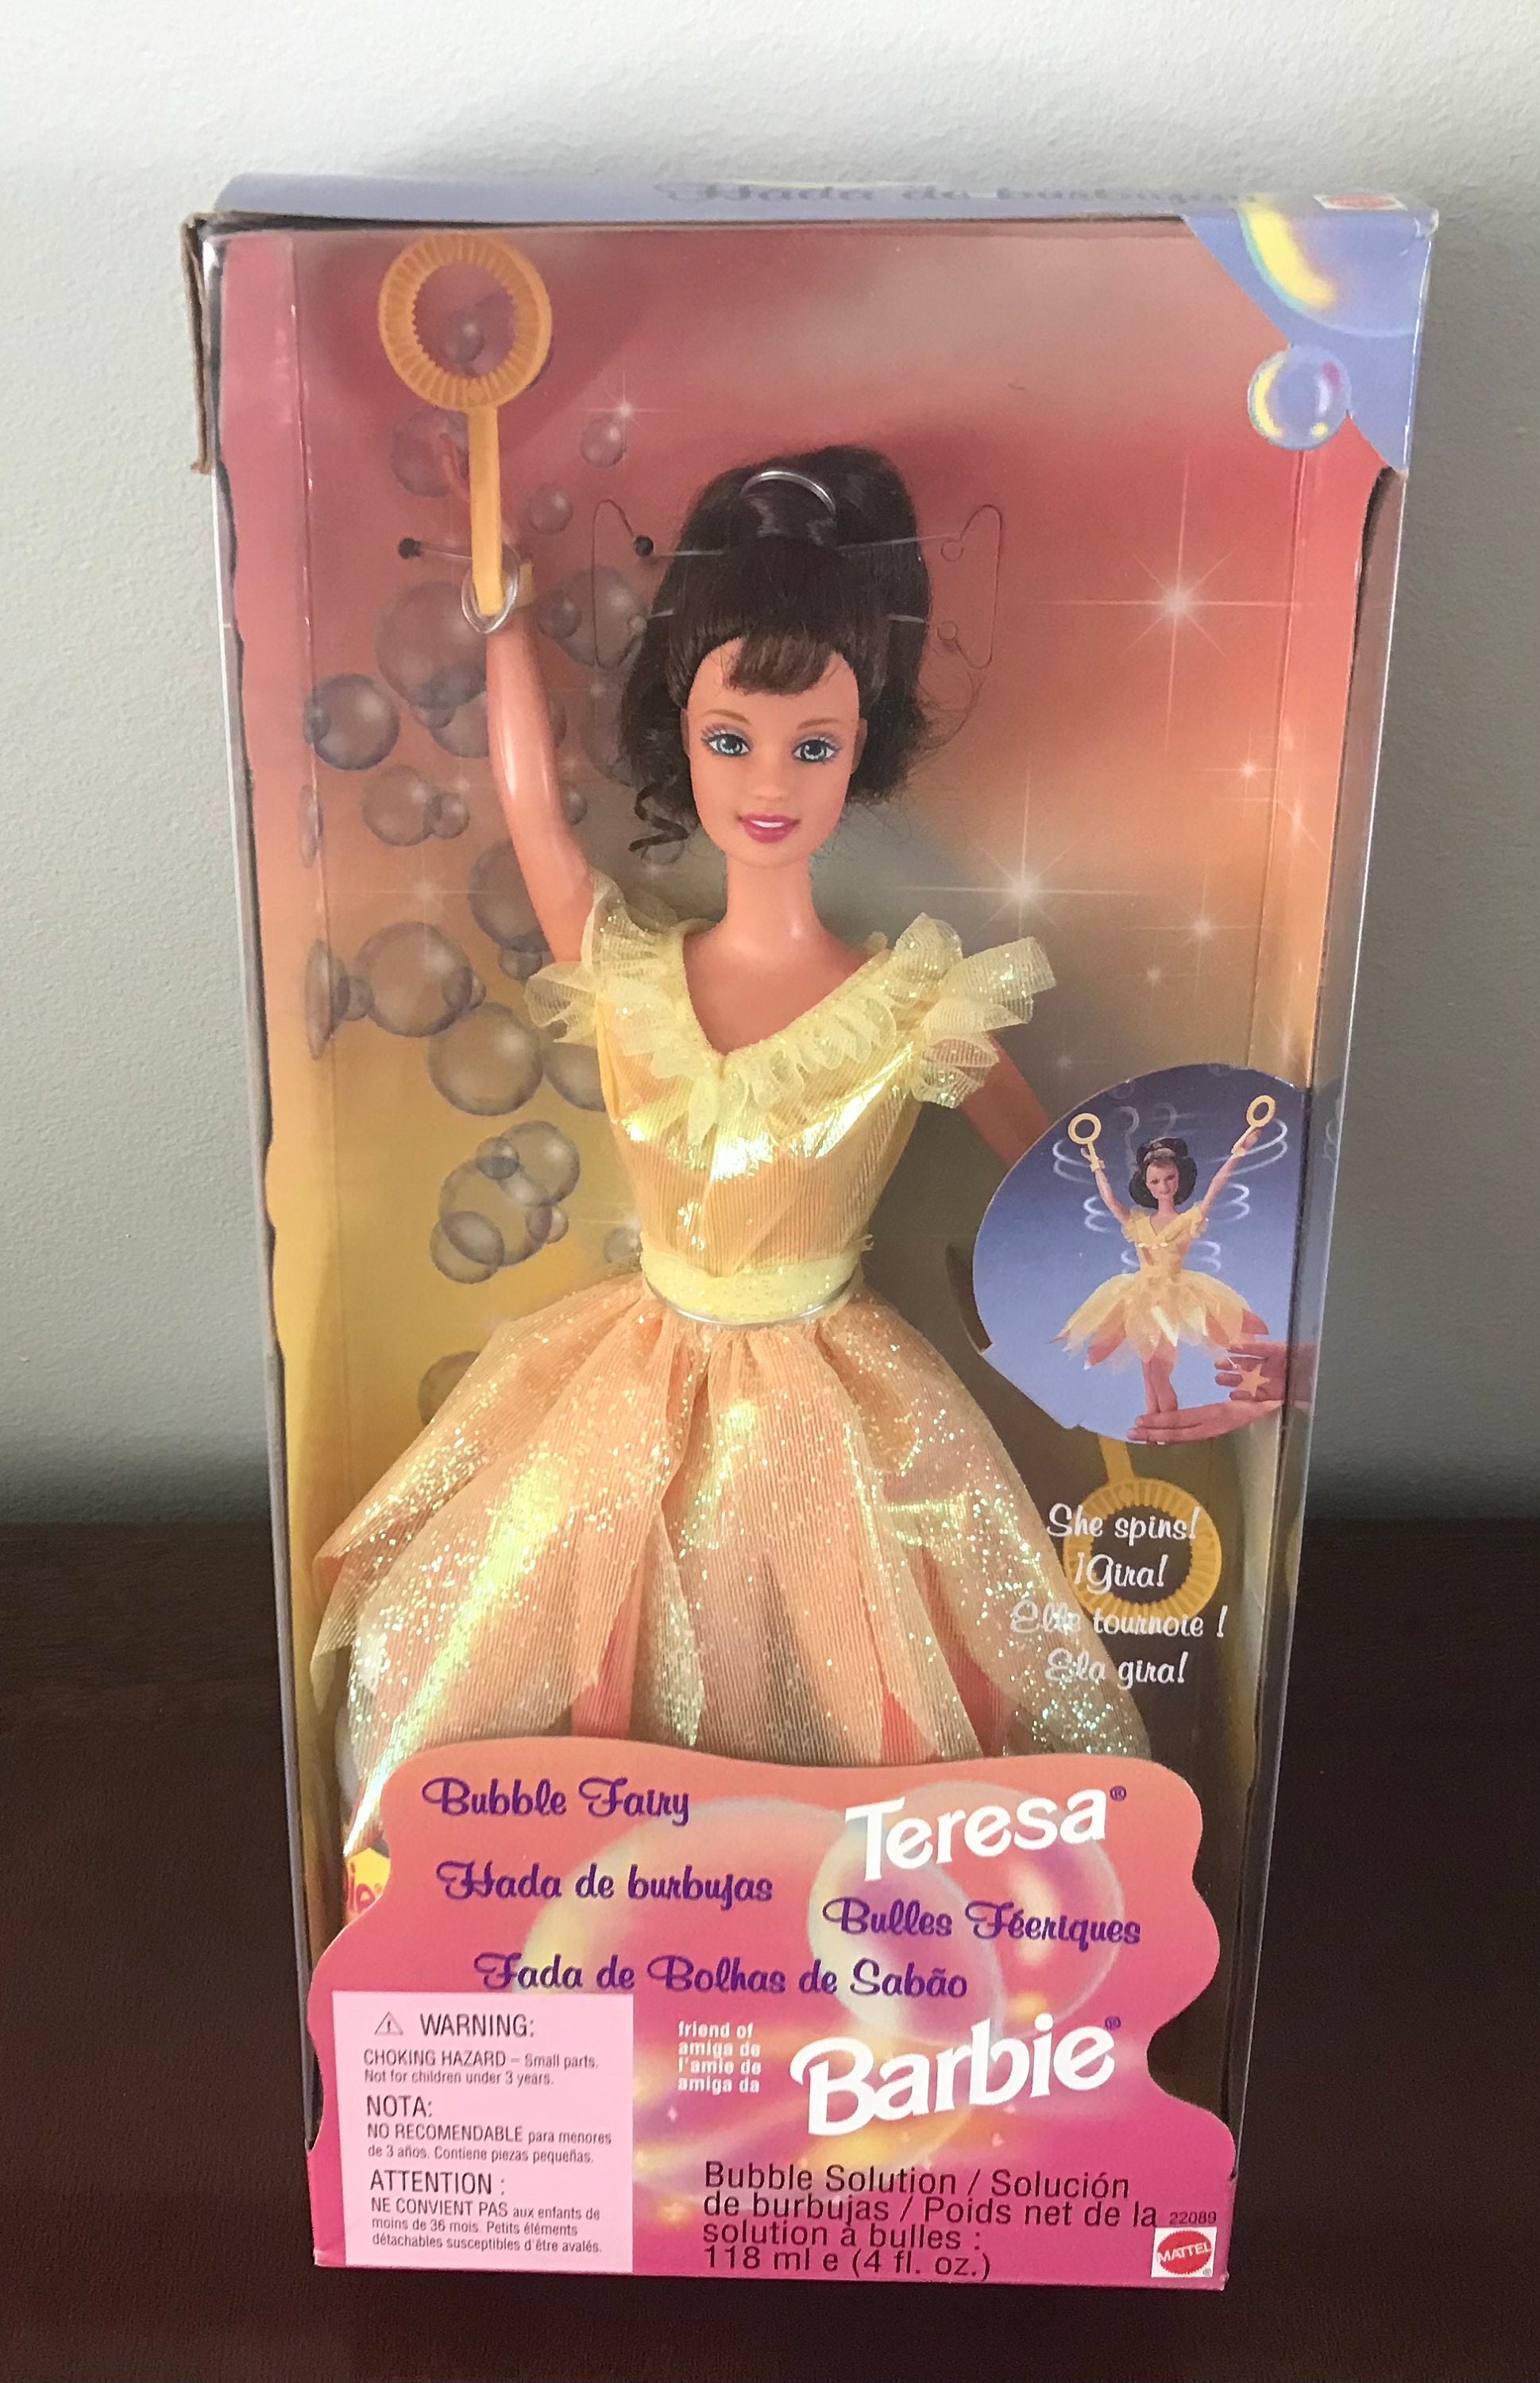 Hada de burbujas
She spins!
¡Gira!
Elle tournoie !
Ela gira!
Bubble Fairy
Teresa®
Hada de burbujas
Bulles Féeriques
Fada de Bolhas de Sabão
friend of
amiga de
l'amie de
amiga da
Barbie®
⚠ WARNING:
CHOKING HAZARD – Small parts.
Not for children under 3 years.
NOTA:
NO RECOMENDABLE para menores
de 3 años. Contiene piezas pequeñas.
ATTENTION :
NE CONVIENT PAS aux enfants de
moins de 36 mois. Petits éléments
détachables susceptibles d'être avalés.
Bubble Solution / Solución
de burbujas / Poids net de la
solution à bulles :
118 ml e (4 fl. oz.)
22089
MATTEL®